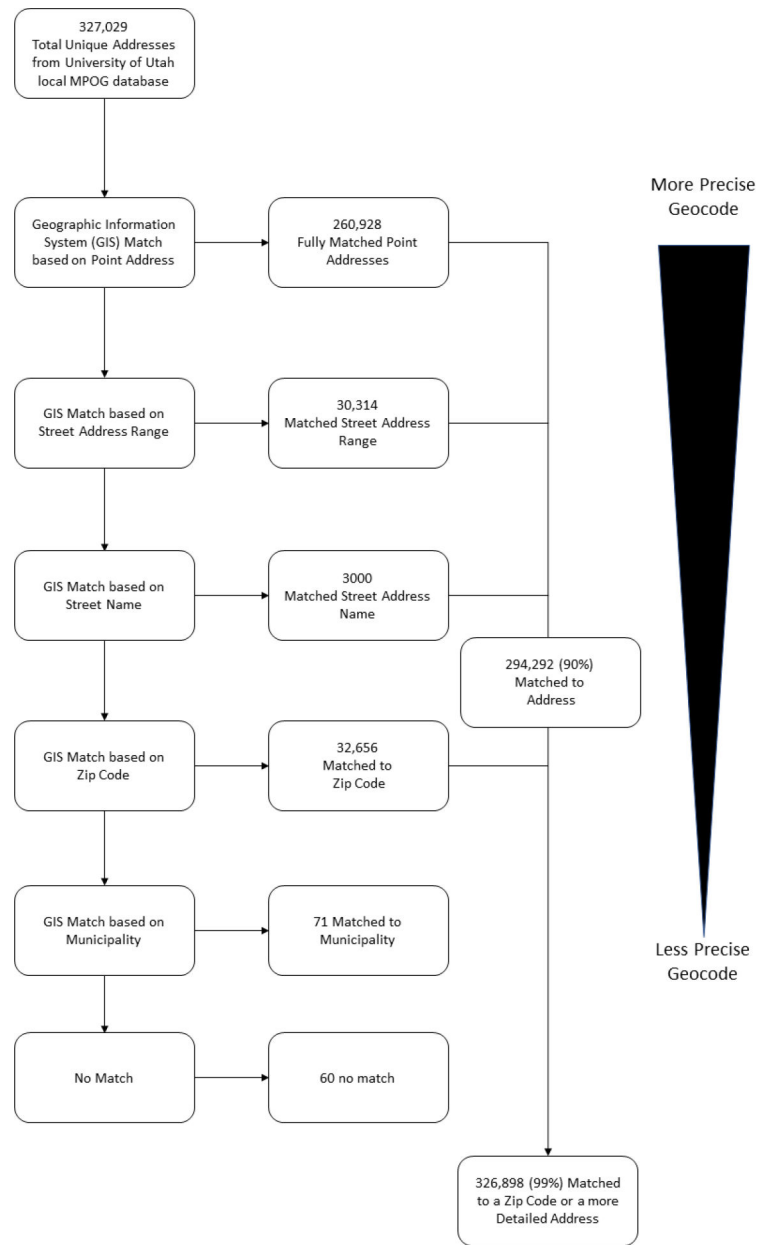 327,029
Total Unique Addresses
from University of Utah
local MPOG database
More Precise
Geocode
Geographic Information
System (GIS) Match
based on Point Address
260,928
Fully Matched Point
Addresses
GIS Match based on
Street Address Range
30,314
Matched Street Address
Range
GIS Match based on
Street Name
3000
Matched Street Address
Name
294,292 (90%)
Matched to
Address
GIS Match based on
Zip Code
32,656
Matched to
Zip Code
GIS Match based on
Municipality
71 Matched to
Municipality
Less Precise
Geocode
No Match
60 no match
326,898 (99%) Matched
to a Zip Code or a more
Detailed Address